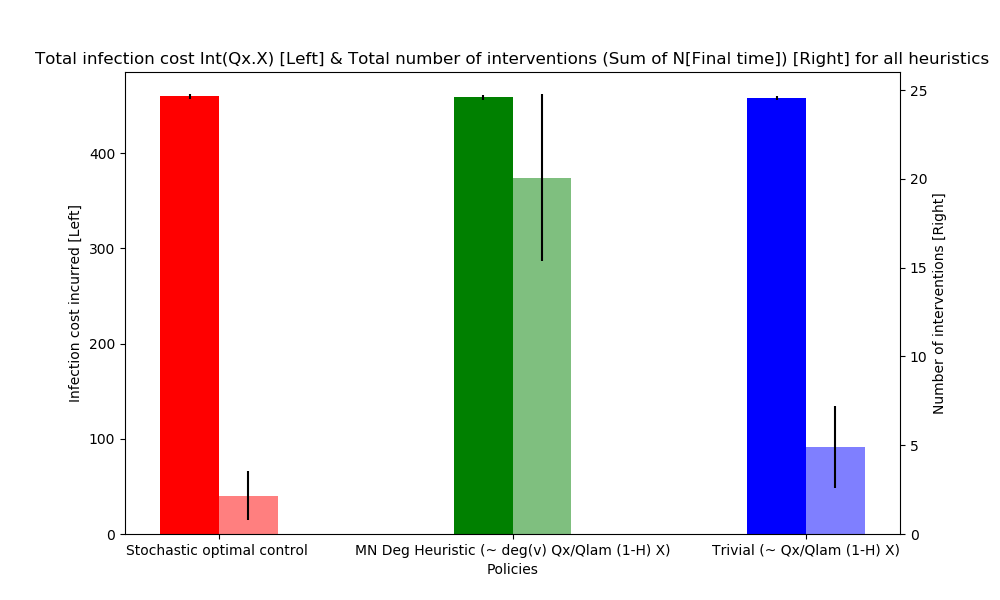 Total infection cost Int(Qx.X) [Left] & Total number of interventions (Sum of N[Final time]) [Right] for all heuristics
400
300
200
100
0
25
20
15
10
5
0
Infection cost incurred [Left]
Number of interventions [Right]
Stochastic optimal control
MN Deg Heuristic (~ deg(v) Qx/Qlam (1-H) X)
Trivial (~ Qx/Qlam (1-H) X)
Policies